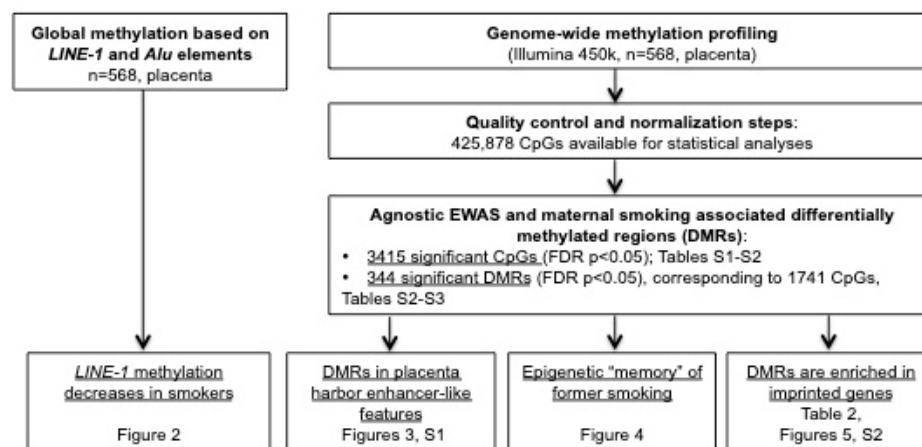 Global methylation based on
LINE-1 and Alu elements
n=568, placenta
Genome-wide methylation profiling
(Illumina 450k, n=568, placenta)
Quality control and normalization steps:
425,878 CpGs available for statistical analyses
Agnostic EWAS and maternal smoking associated differentially
methylated regions (DMRs):
• 3415 significant CpGs (FDR p<0.05); Tables S1-S2
• 344 significant DMRs (FDR p<0.05), corresponding to 1741 CpGs,
Tables S2-S3
LINE-1 methylation
decreases in smokers
Figure 2
DMRs in placenta
harbor enhancer-like
features
Figures 3, S1
Epigenetic “memory” of
former smoking
Figure 4
DMRs are enriched in
imprinted genes
Table 2,
Figures 5, S2